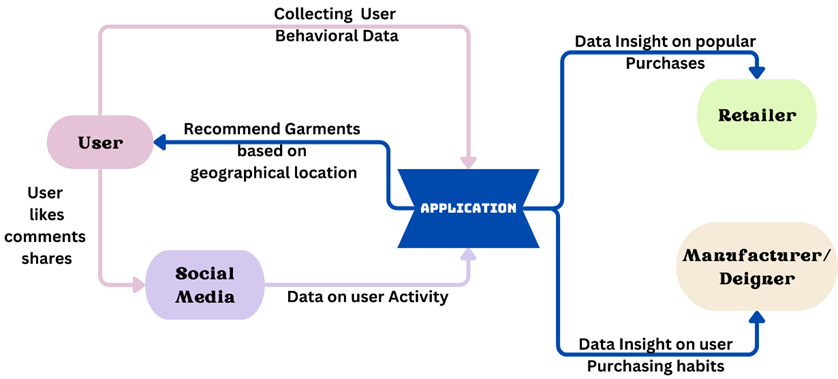 Collecting User
Behavioral Data
Data Insight on popular
Purchases
Retailer
User
Recommend Garments
based on
geographical location
APPLICATION
User
likes
comments
shares
Social
Media
Data on user Activity
Manufacturer/
Deigner
Data Insight on user
Purchasing habits